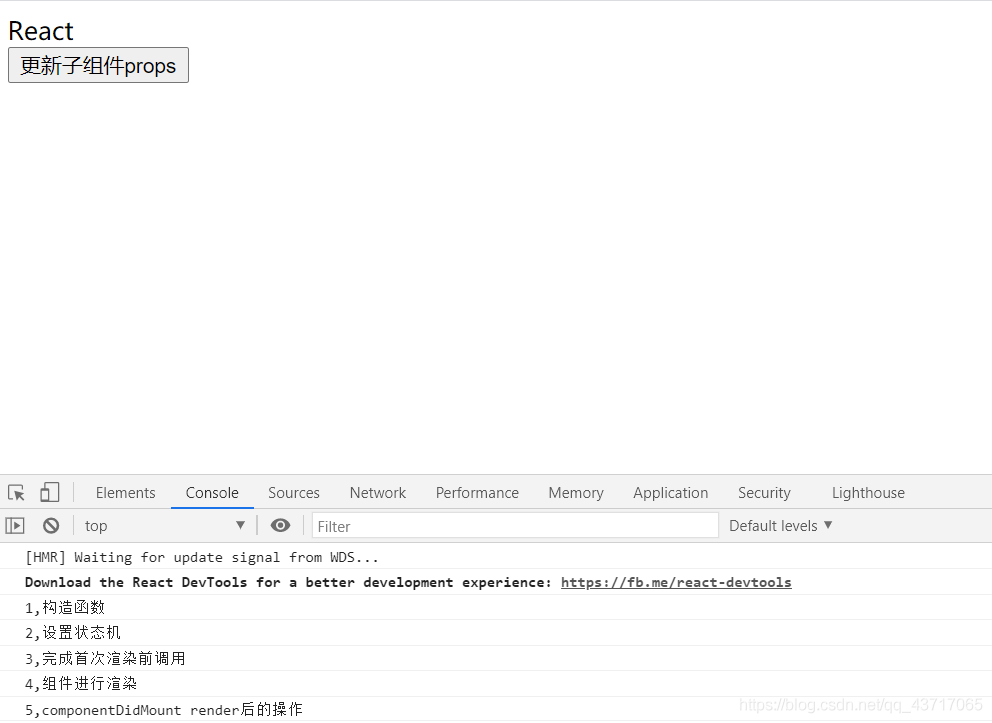 React
更新子组件props
Elements Console Sources Network Performance Memory Application Security Lighthouse
top ▼ Filter Default levels ▼
[HMR] Waiting for update signal from WDS...
Download the React DevTools for a better development experience: https://fb.me/react-devtools
1,构造函数
2,设置状态机
3,完成首次渲染前调用
4,组件进行渲染
5,componentDidMount render后的操作
https://blog.csdn.net/qq_43717065